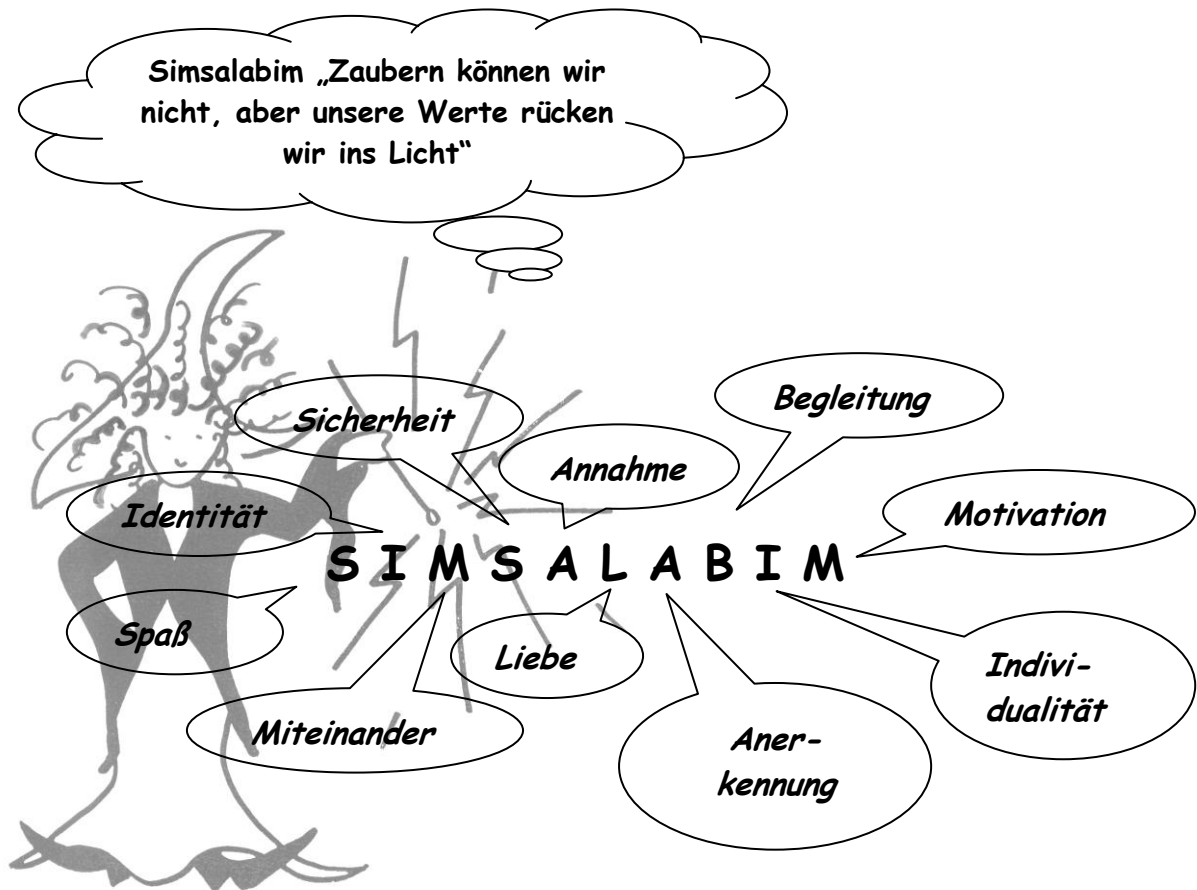 Simsalabim „Zaubern können wir
nicht, aber unsere Werte rücken
wir ins Licht“
Begleitung
Sicherheit
Annahme
Identität
Motivation
SIMSALABIM
Spaß
Liebe
Indivi-
dualität
Miteinander
Aner-
kennung